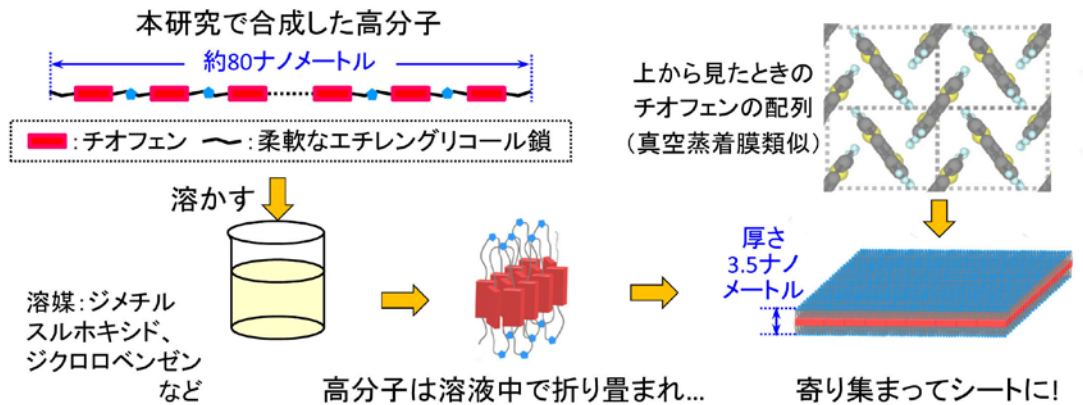 本研究で合成した高分子
約80ナノメートル
:チオフェン
:柔軟なエチレングリコール鎖
上から見たときの
チオフェンの配列
(真空蒸着膜類似)
溶かす
溶媒:ジメチル
スルホキシド、
ジクロロベンゼン
など
厚さ
3.5ナノ
メートル
高分子は溶液中で折り畳まれ...
寄り集まってシートに!